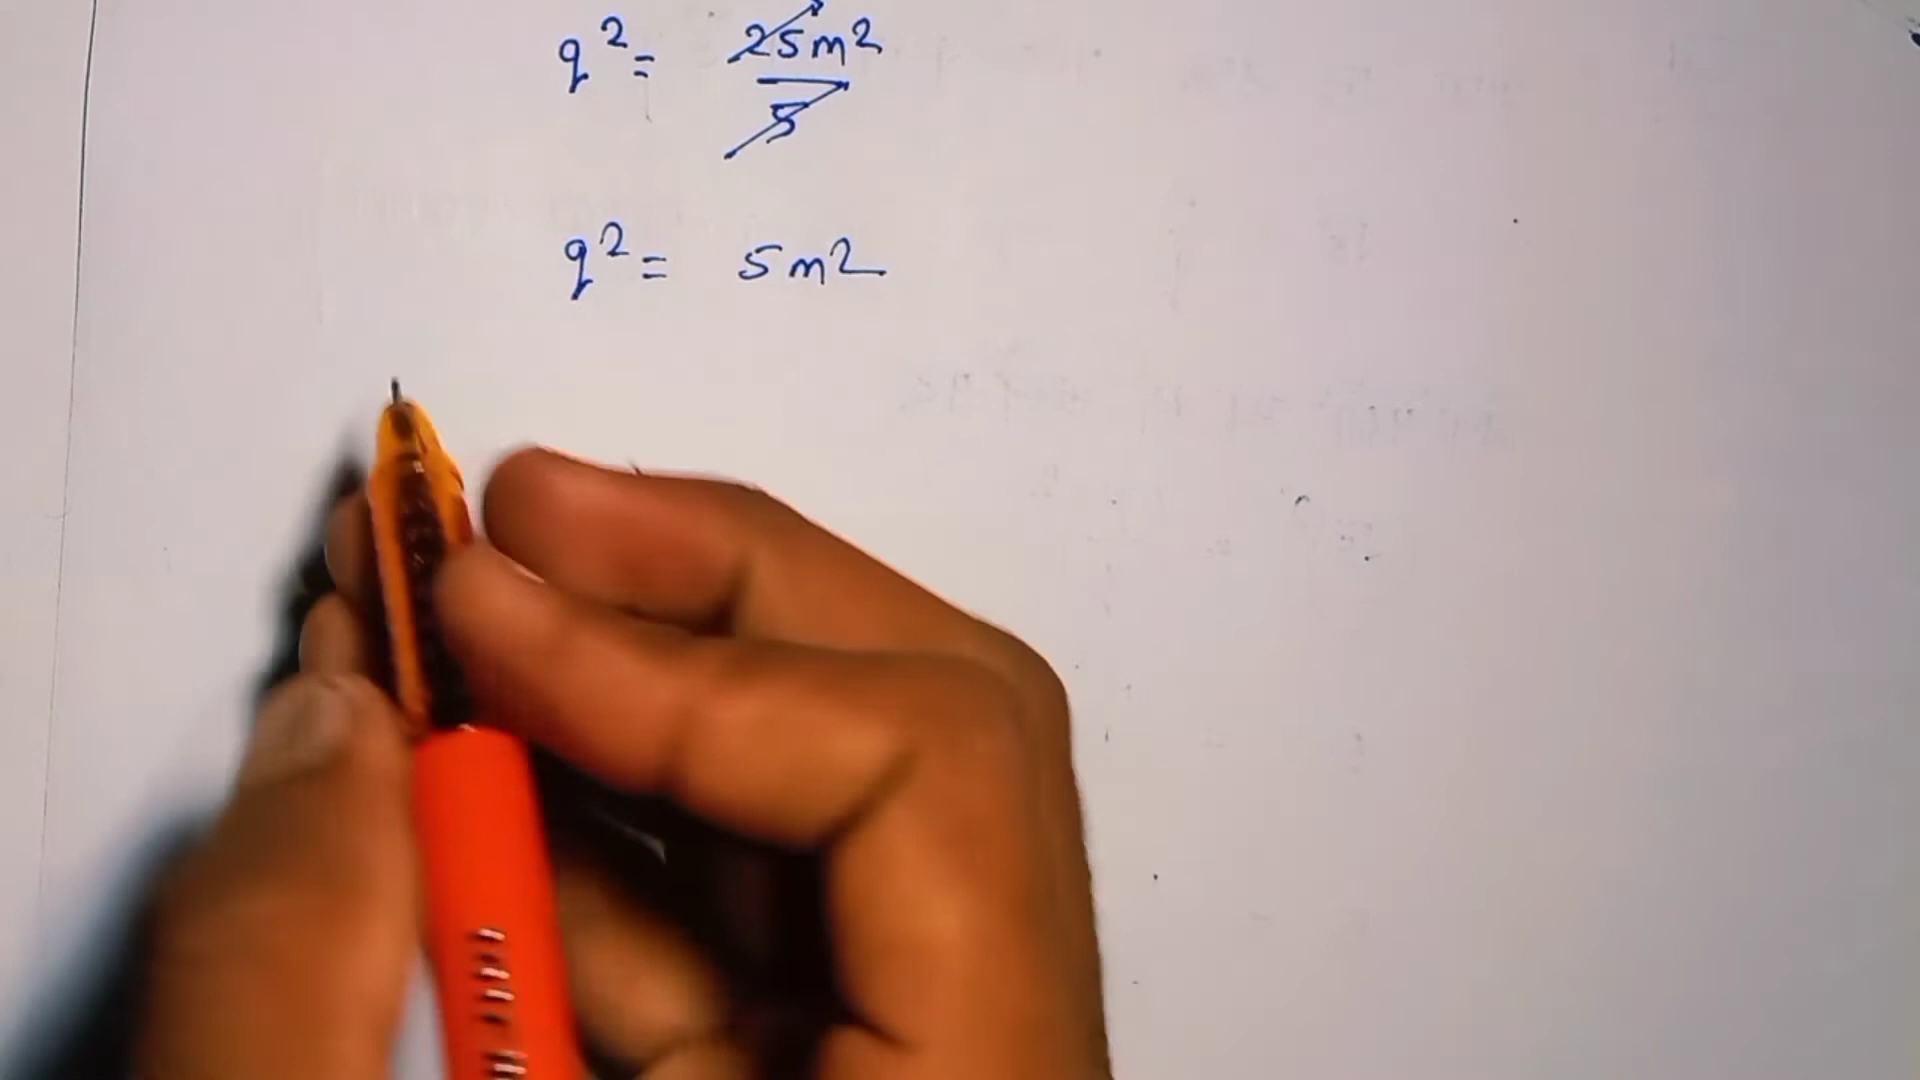 q² = 25m²
5
q² = 5m²